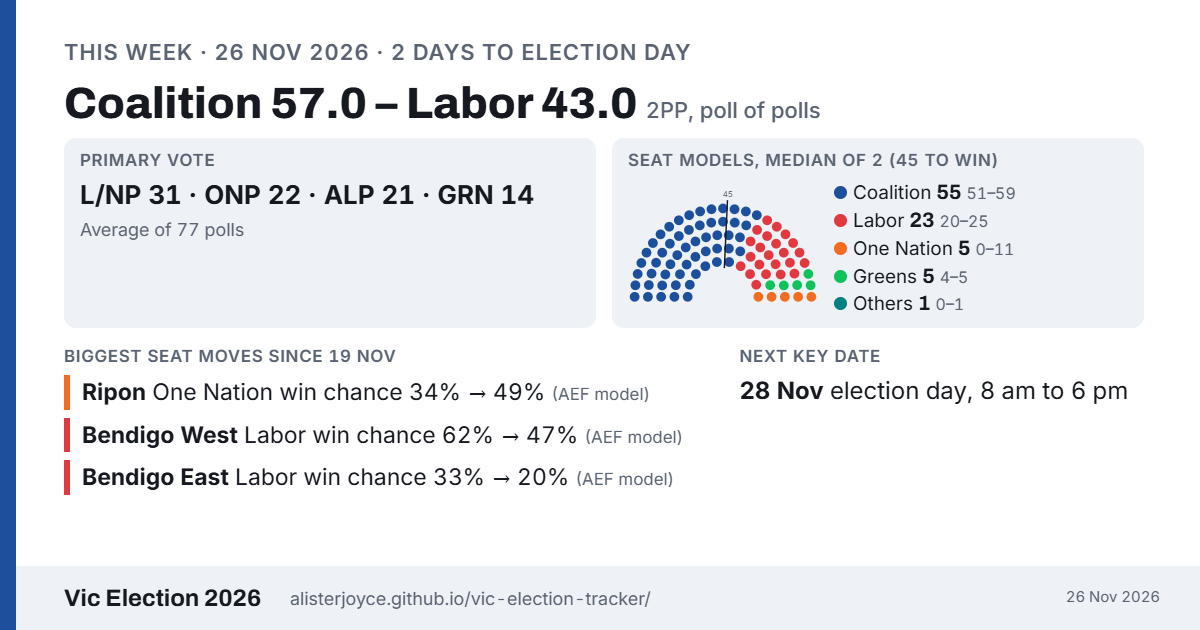 THIS WEEK · 26 NOV 2026 · 2 DAYS TO ELECTION DAY
Coalition 57.0 – Labor 43.0 2PP, poll of polls
PRIMARY VOTE
L/NP 31 · ONP 22 · ALP 21 · GRN 14
Average of 77 polls
SEAT MODELS, MEDIAN OF 2 (45 TO WIN)
45
Coalition 55 51–59
Labor 23 20–25
One Nation 5 0–11
Greens 5 4–5
Others 1 0–1
BIGGEST SEAT MOVES SINCE 19 NOV
Ripon One Nation win chance 34% → 49% (AEF model)
Bendigo West Labor win chance 62% → 47% (AEF model)
Bendigo East Labor win chance 33% → 20% (AEF model)
NEXT KEY DATE
28 Nov election day, 8 am to 6 pm
Vic Election 2026 alisterjoyce.github.io/vic-election-tracker/ 26 Nov 2026